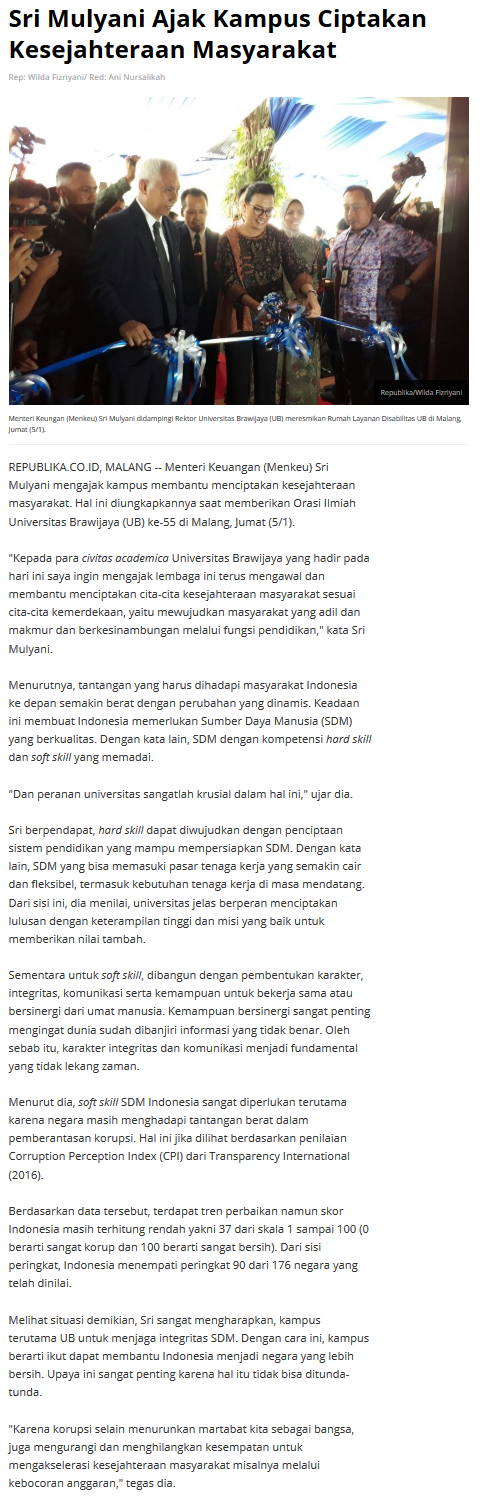 Sri Mulyani Ajak Kampus Ciptakan
Kesejahteraan Masyarakat
Rep: Wilda Fizriyani/ Red: Ani Nursalikah
Republika/Wilda Fizriyani
Menteri Keungan (Menkeu) Sri Mulyani didampingi Rektor Universitas Brawijaya (UB) meresmikan Rumah Layanan Disabilitas UB di Malang,
Jumat (5/1).
REPUBLIKA.CO.ID, MALANG -- Menteri Keuangan (Menkeu) Sri
Mulyani mengajak kampus membantu menciptakan kesejahteraan
masyarakat. Hal ini diungkapkannya saat memberikan Orasi Ilmiah
Universitas Brawijaya (UB) ke-55 di Malang, Jumat (5/1).
"Kepada para civitas academica Universitas Brawijaya yang hadir pada
hari ini saya ingin mengajak lembaga ini terus mengawal dan
membantu menciptakan cita-cita kesejahteraan masyarakat sesuai
cita-cita kemerdekaan, yaitu mewujudkan masyarakat yang adil dan
makmur dan berkesinambungan melalui fungsi pendidikan," kata Sri
Mulyani.
Menurutnya, tantangan yang harus dihadapi masyarakat Indonesia
ke depan semakin berat dengan perubahan yang dinamis. Keadaan
ini membuat Indonesia memerlukan Sumber Daya Manusia (SDM)
yang berkualitas. Dengan kata lain, SDM dengan kompetensi hard skill
dan soft skill yang memadai.
"Dan peranan universitas sangatlah krusial dalam hal ini," ujar dia.
Sri berpendapat, hard skill dapat diwujudkan dengan penciptaan
sistem pendidikan yang mampu mempersiapkan SDM. Dengan kata
lain, SDM yang bisa memasuki pasar tenaga kerja yang semakin cair
dan fleksibel, termasuk kebutuhan tenaga kerja di masa mendatang.
Dari sisi ini, dia menilai, universitas jelas berperan menciptakan
lulusan dengan keterampilan tinggi dan misi yang baik untuk
memberikan nilai tambah.
Sementara untuk soft skill, dibangun dengan pembentukan karakter,
integritas, komunikasi serta kemampuan untuk bekerja sama atau
bersinergi dari umat manusia. Kemampuan bersinergi sangat penting
mengingat dunia sudah dibanjiri informasi yang tidak benar. Oleh
sebab itu, karakter integritas dan komunikasi menjadi fundamental
yang tidak lekang zaman.
Menurut dia, soft skill SDM Indonesia sangat diperlukan terutama
karena negara masih menghadapi tantangan berat dalam
pemberantasan korupsi. Hal ini jika dilihat berdasarkan penilaian
Corruption Perception Index (CPI) dari Transparency International
(2016).
Berdasarkan data tersebut, terdapat tren perbaikan namun skor
Indonesia masih terhitung rendah yakni 37 dari skala 1 sampai 100 (0
berarti sangat korup dan 100 berarti sangat bersih). Dari sisi
peringkat, Indonesia menempati peringkat 90 dari 176 negara yang
telah dinilai.
Melihat situasi demikian, Sri sangat mengharapkan, kampus
terutama UB untuk menjaga integritas SDM. Dengan cara ini, kampus
berarti ikut dapat membantu Indonesia menjadi negara yang lebih
bersih. Upaya ini sangat penting karena hal itu tidak bisa ditunda-
tunda.
"Karena korupsi selain menurunkan martabat kita sebagai bangsa,
juga mengurangi dan menghilangkan kesempatan untuk
mengakselerasi kesejahteraan masyarakat misalnya melalui
kebocoran anggaran," tegas dia.